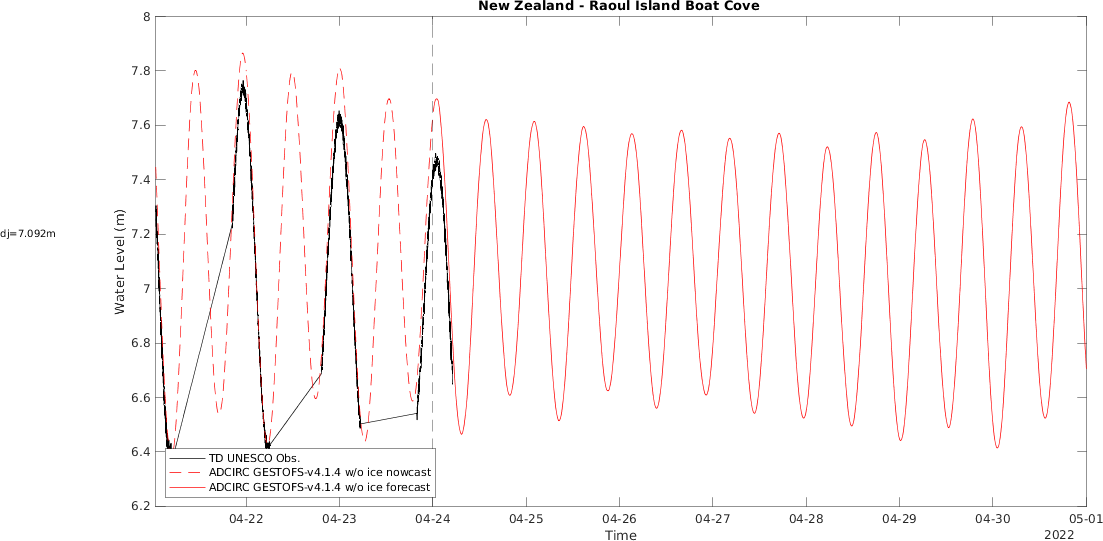 New Zealand - Raoul Island Boat Cove
8
7.8
7.6
7.4
7.2
7
6.8
6.6
6.4
6.2
Water Level (m)
dj=7.092m
TD UNESCO Obs.
ADCIRC GESTOFS-v4.1.4 w/o ice nowcast
ADCIRC GESTOFS-v4.1.4 w/o ice forecast
04-22 04-23 04-24 04-25 04-26 04-27 04-28 04-29 04-30 05-01
Time
2022